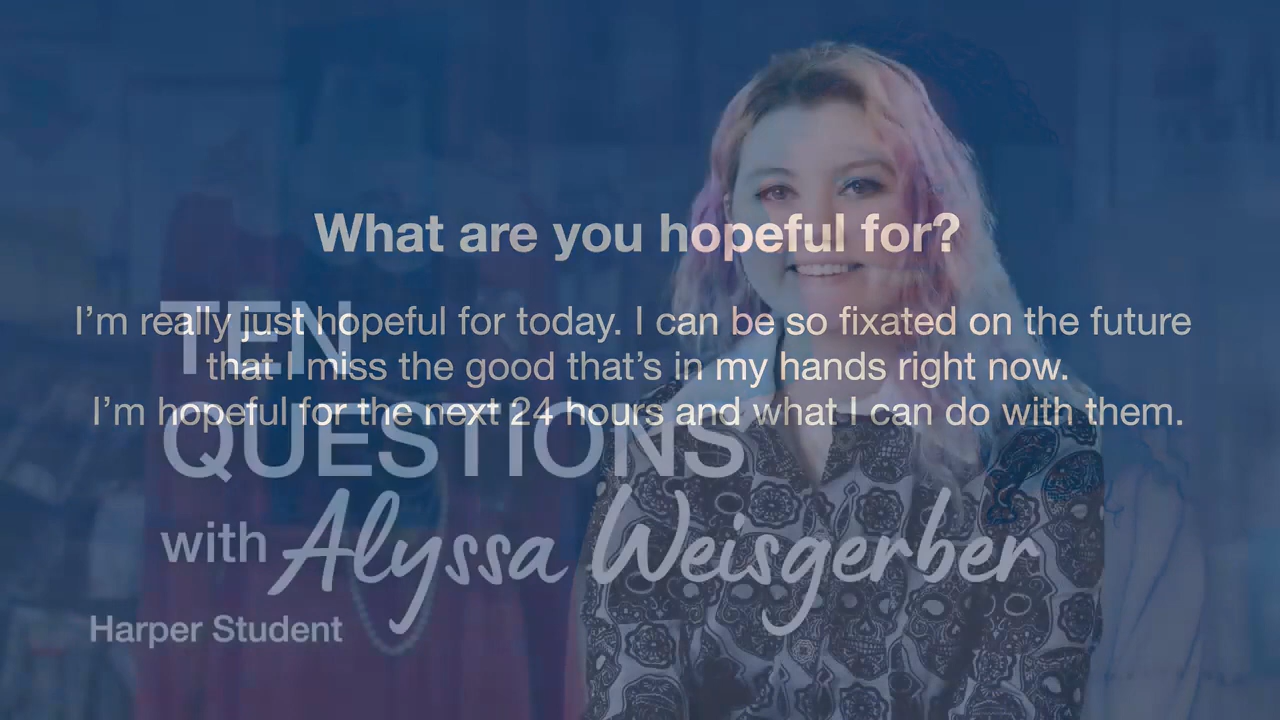 What are you hopeful for?
I'm really just hopeful for today. I can be so fixated on the future
that I miss the good that's in my hands right now.
I'm hopeful for the next 24 hours and what I can do with them.
TEN
QUESTIONS
with Alyssa Weisgerber
Harper Student